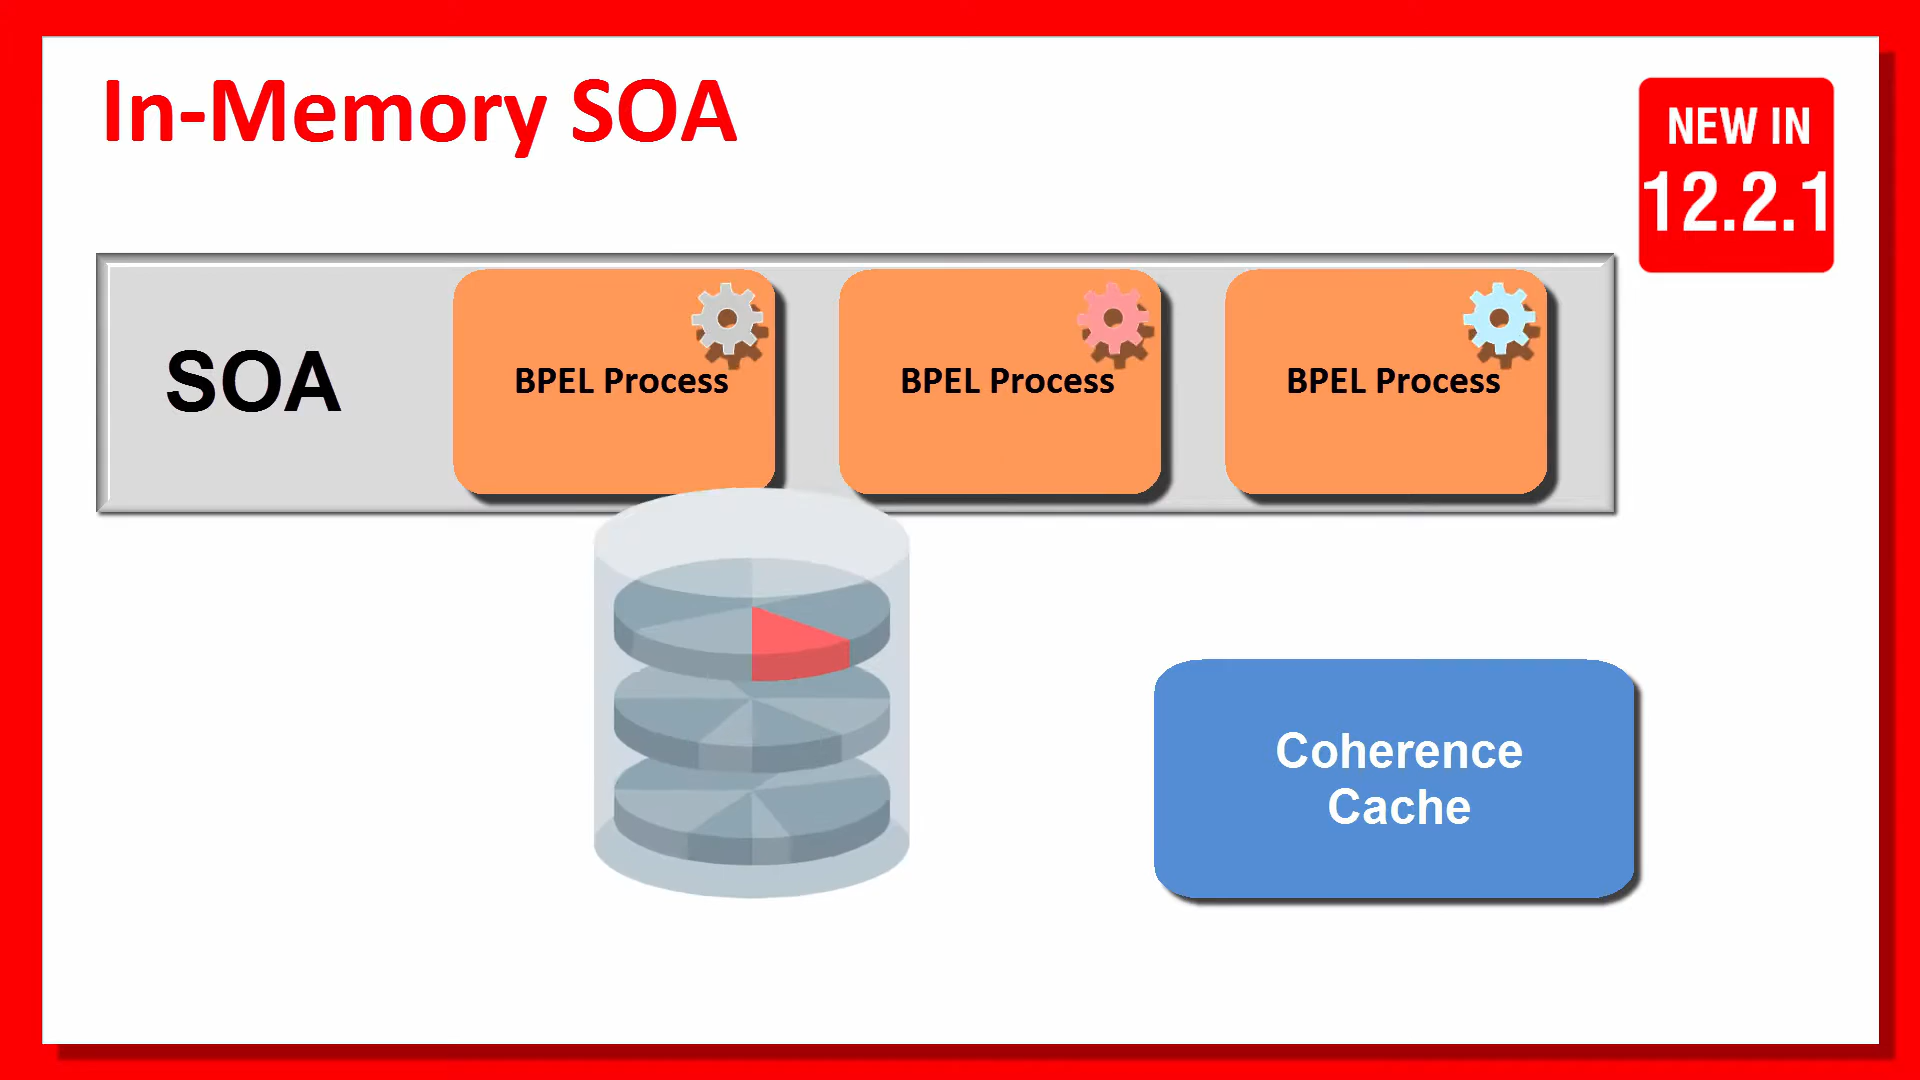 In-Memory SOA
NEW IN
12.2.1
SOA
BPEL Process
BPEL Process
BPEL Process
Coherence
Cache